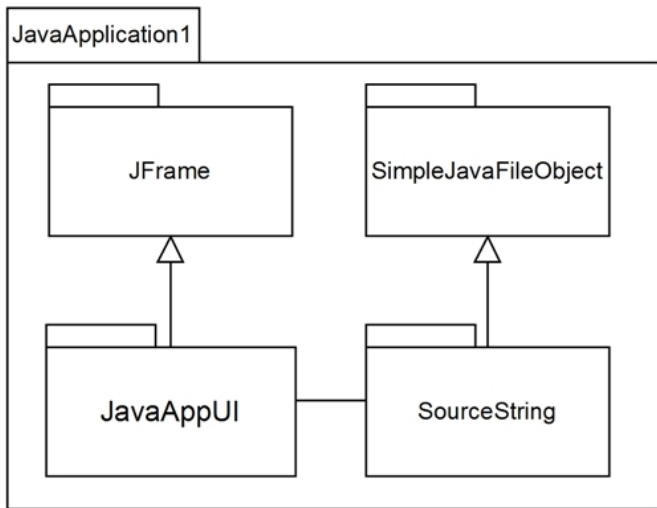 JavaApplication1
JFrame
SimpleJavaFileObject
JavaAppUI
SourceString